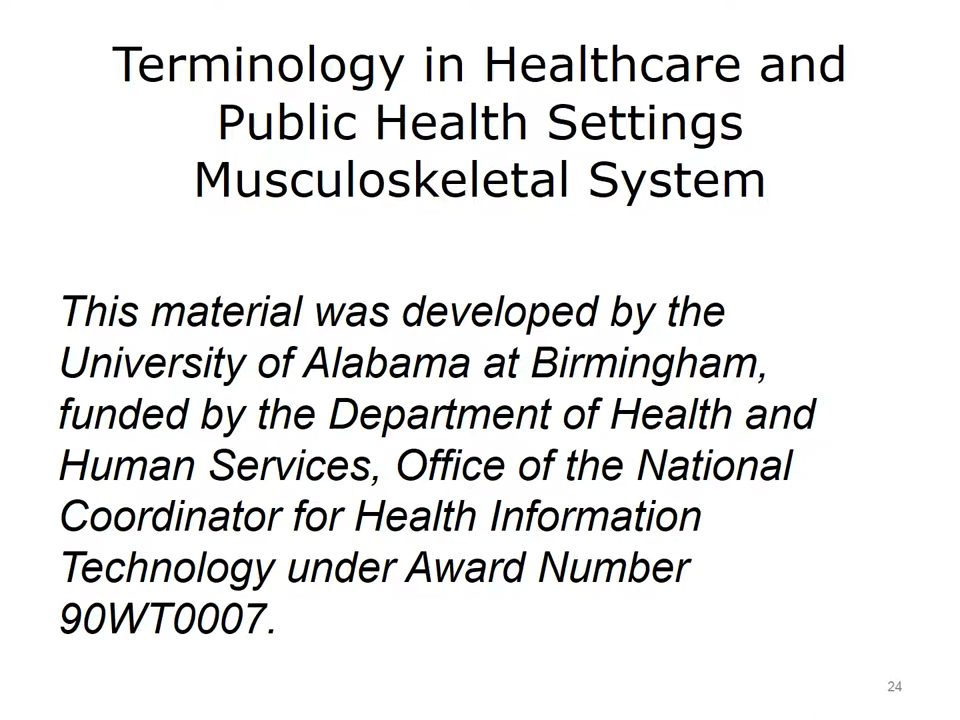 Terminology in Healthcare and
Public Health Settings
Musculoskeletal System
This material was developed by the
University of Alabama at Birmingham,
funded by the Department of Health and
Human Services, Office of the National
Coordinator for Health Information
Technology under Award Number
90WT0007.
24